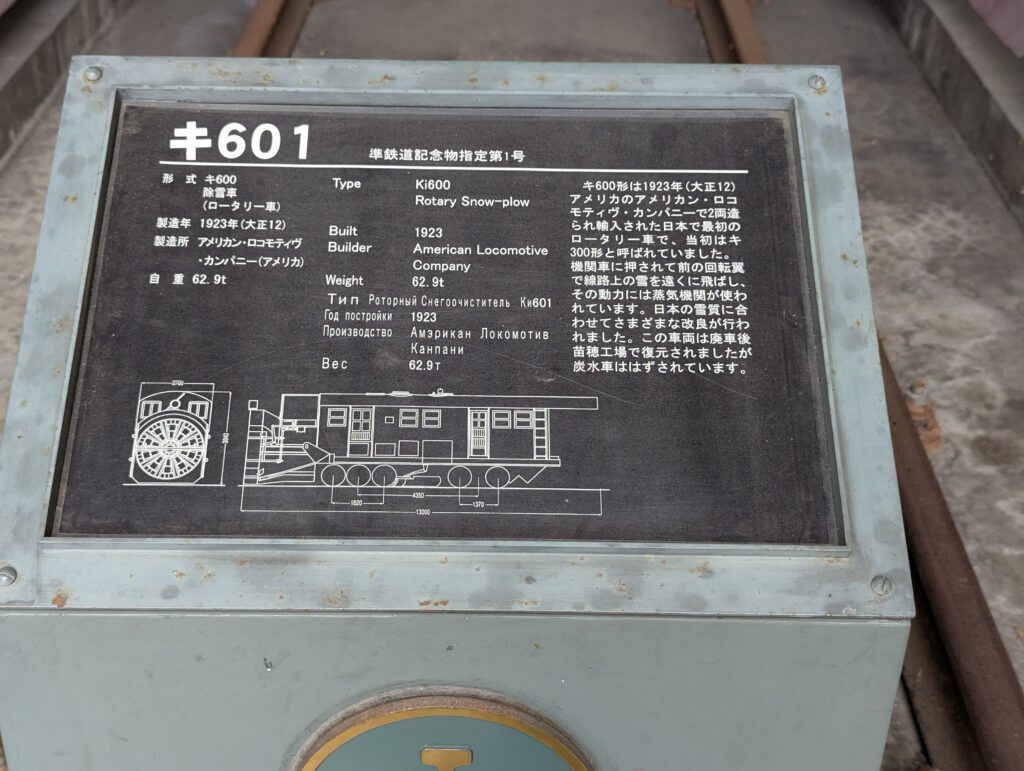 キ601
準鉄道記念物指定第1号
形 式 キ600
除雪車
(ロータリー車)
製造年 1923年(大正12)
製造所 アメリカン・ロコモティヴ
・カンパニー(アメリカ)
自 重 62.9t
Type Ki600
Rotary Snow-plow
Built 1923
Builder American Locomotive
Company
Weight 62.9t
Тип Роторный Снегоочиститель Ки601
Год постройки 1923
Производство Амэрикан Локомотив
Канпани
Вес 62.9т
キ600形は1923年(大正12)
アメリカのアメリカン・ロコ
モティヴ・カンパニーで2両造
られ輸入された日本で最初の
ロータリー車で、当初はキ
300形と呼ばれていました。
機関車に押されて前の回転翼
で線路上の雪を遠くに飛ばし、
その動力には蒸気機関が使わ
れています。日本の雪質に合
わせてさまざまな改良が行わ
れました。この車両は廃車後
苗穂工場で復元されましたが
炭水車ははずされています。
2700
1820
4350
1370
13000